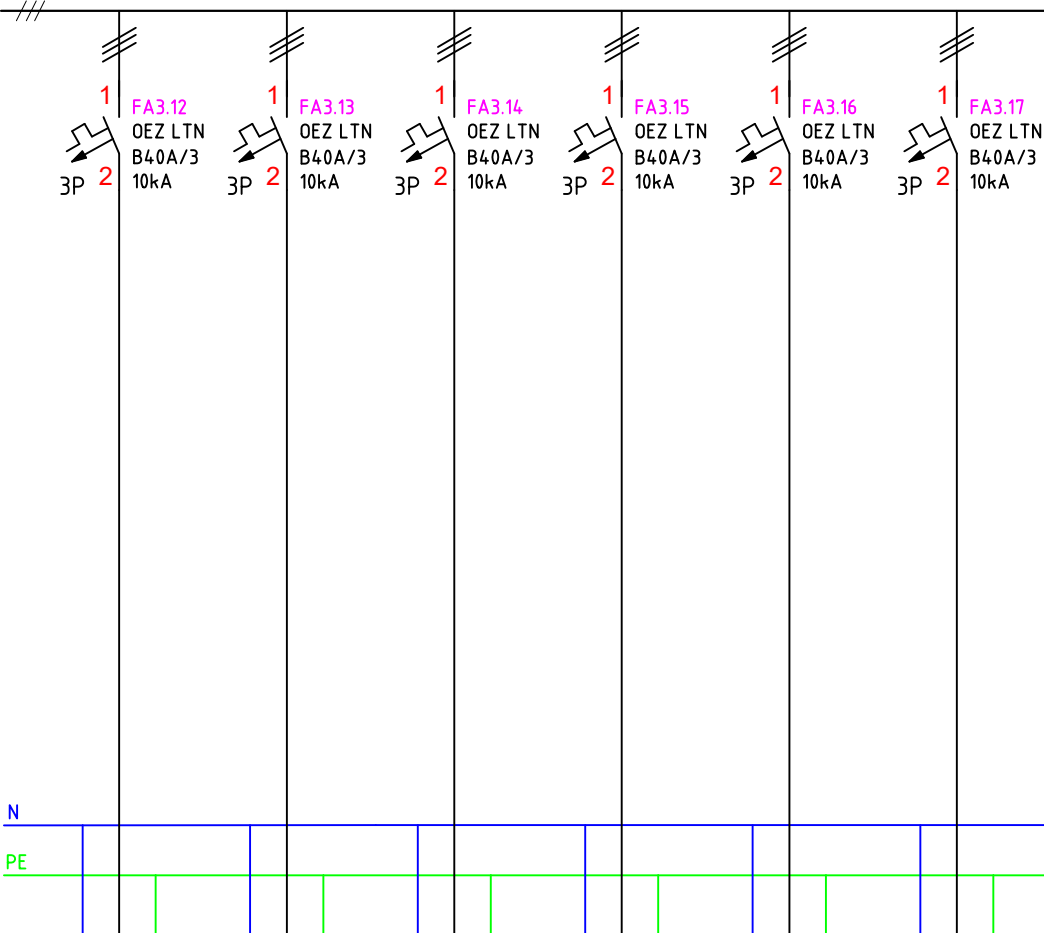 1
FA3.12
OEZ LTN
B40A/3
3P 2 10kA
1
FA3.13
OEZ LTN
B40A/3
3P 2 10kA
1
FA3.14
OEZ LTN
B40A/3
3P 2 10kA
1
FA3.15
OEZ LTN
B40A/3
3P 2 10kA
1
FA3.16
OEZ LTN
B40A/3
3P 2 10kA
1
FA3.17
OEZ LTN
B40A/3
3P 2 10kA
N
PE